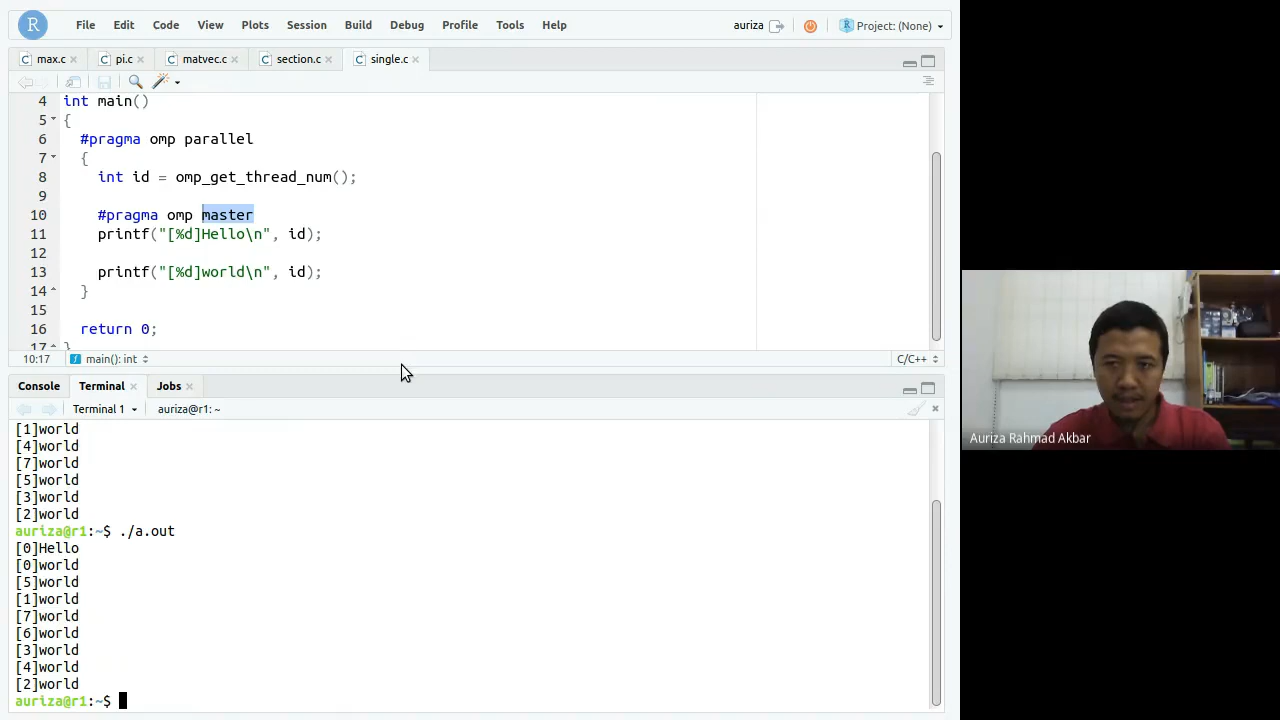 R File Edit Code View Plots Session Build Debug Profile Tools Help auriza Project: (None)
max.c pi.c matvec.c section.c single.c
4 int main()
5 {
6 #pragma omp parallel
7 {
8 int id = omp_get_thread_num();
9
10 #pragma omp master
11 printf("[%d]Hello\n", id);
12
13 printf("[%d]world\n", id);
14 }
15
16 return 0;
17 }
10:17 main(): int C/C++
Console Terminal Jobs
Terminal 1 auriza@r1: ~
[1]world
[4]world
[7]world
[5]world
[3]world
[2]world
auriza@r1:~$ ./a.out
[0]Hello
[0]world
[5]world
[1]world
[7]world
[6]world
[3]world
[4]world
[2]world
auriza@r1:~$
Auriza Rahmad Akbar